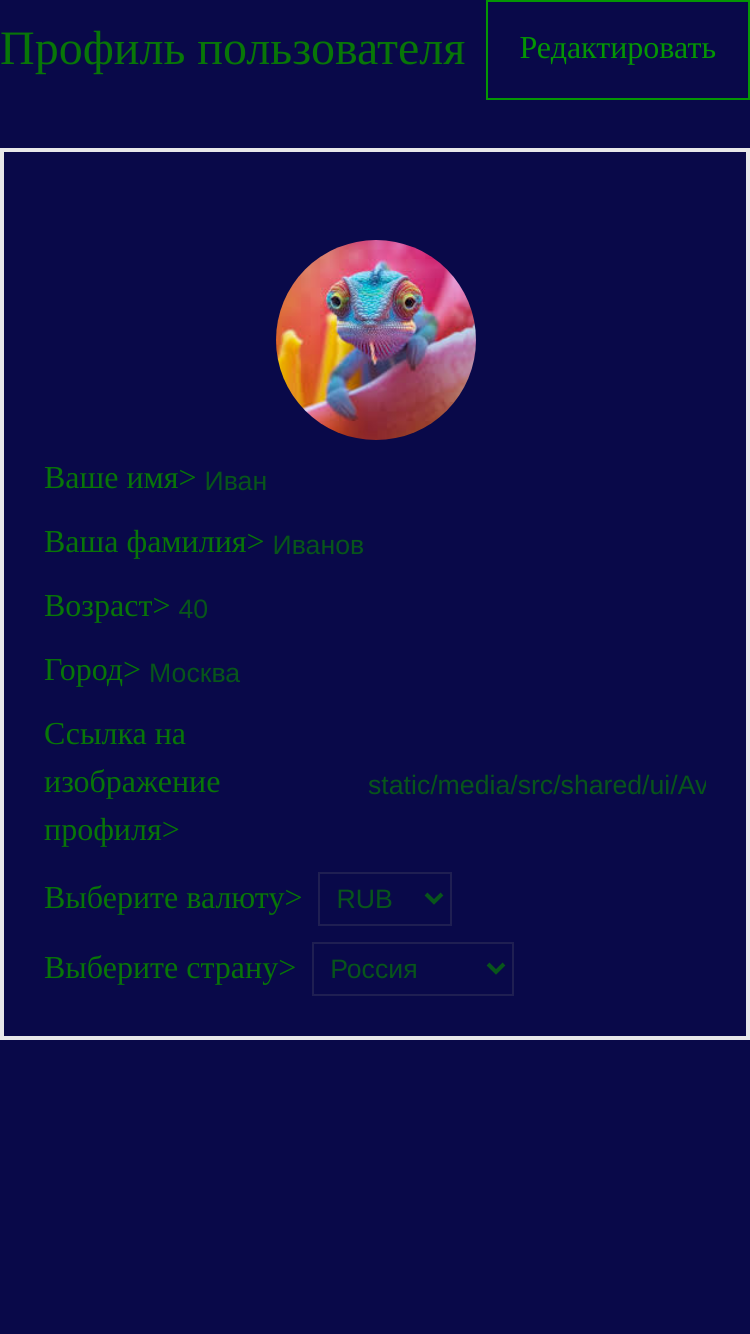 Профиль пользователя Редактировать
Ваше имя> Иван
Ваша фамилия> Иванов
Возраст> 40
Город> Москва
Ссылка на
изображение
static/media/src/shared/ui/Av
профиля>
Выберите валюту> RUB
Выберите страну> Россия